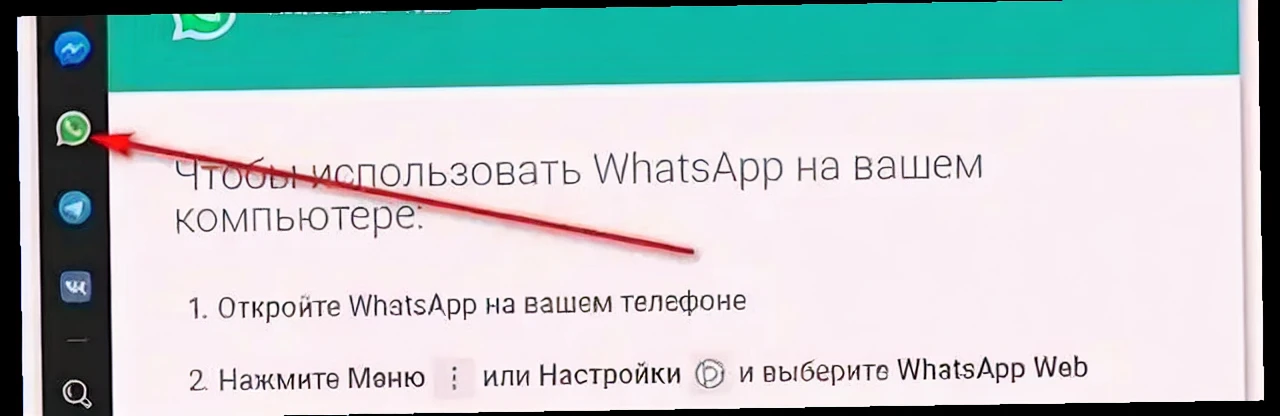 Чтобы использовать WhatsApp на вашем
компьютере:
1. Откройте WhatsApp на вашем телефоне
2. Нажмите Меню или Настройки и выберите WhatsApp Web